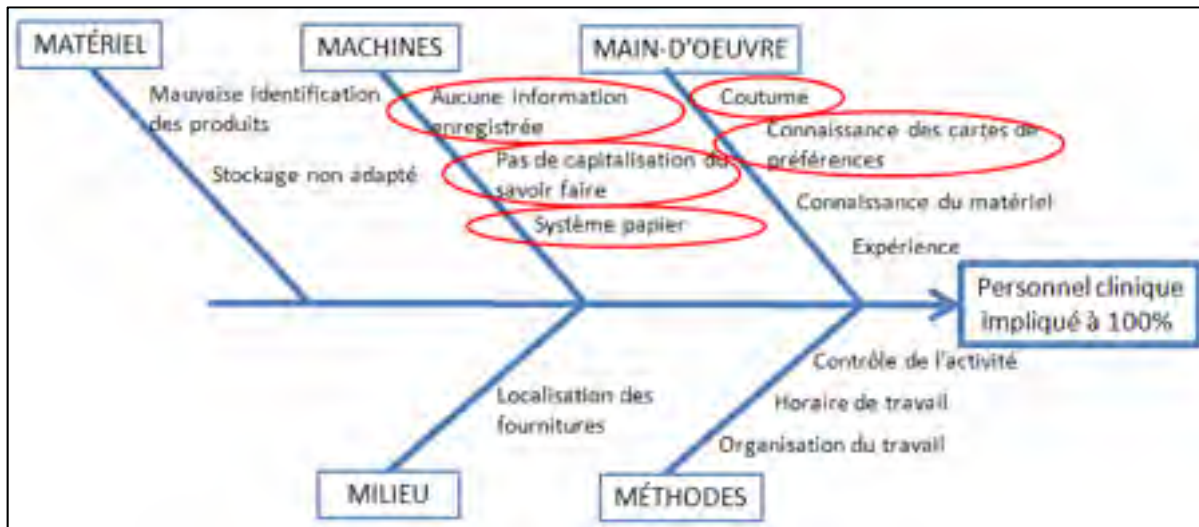 MATÉRIEL
MACHINES
MAIN-D'OEUVRE
Mauvaise identification
des produits
Stockage non adapté
Aucune information
enregistrée
Pas de capitalisation du
savoir faire
Système papier
Coutume
Connaissance des cartes de
préférences
Connaissance du matériel
Expérience
Personnel clinique
impliqué à 100%
Localisation des
fournitures
Contrôle de l'activité
Horaire de travail
Organisation du travail
MILIEU
MÉTHODES